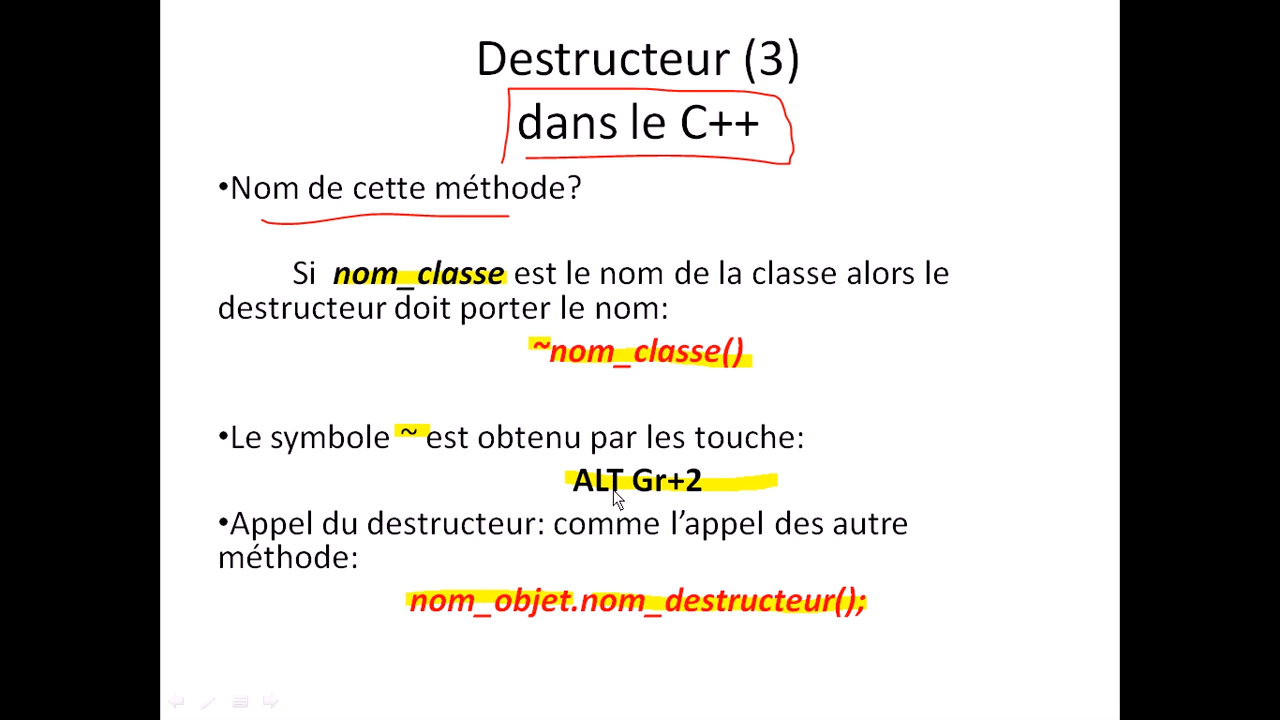 Destructeur (3)
dans le C++
•Nom de cette méthode?
Si nom_classe est le nom de la classe alors le
destructeur doit porter le nom:
~nom_classe()
•Le symbole ~ est obtenu par les touche:
ALT Gr+2
•Appel du destructeur: comme l’appel des autre
méthode:
nom_objet.nom_destructeur();